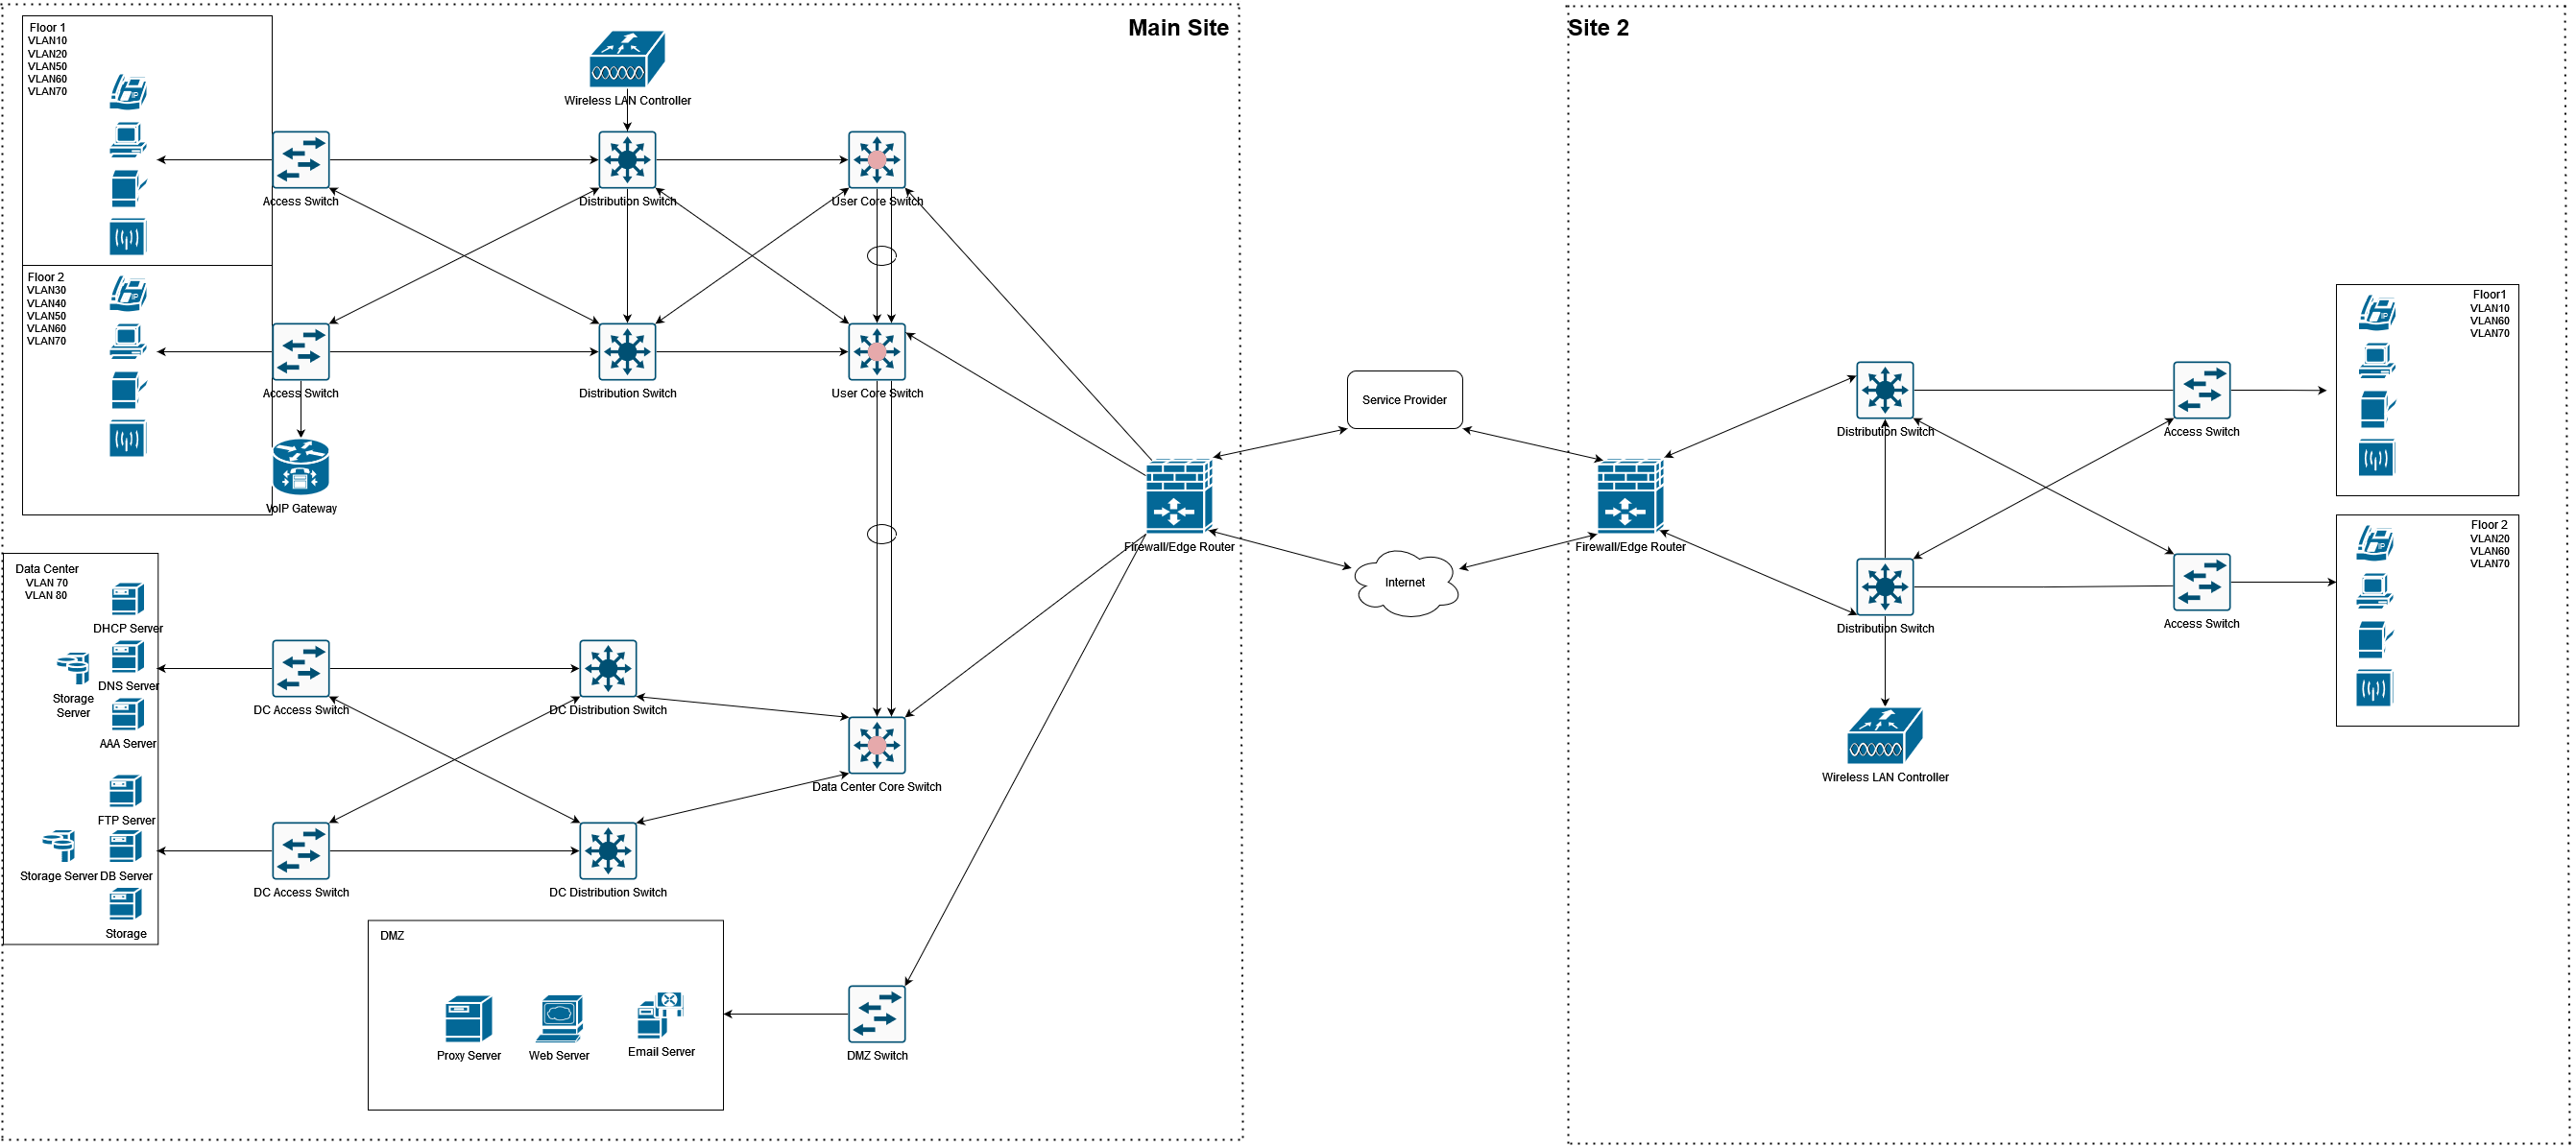 Main Site
Site 2
Floor 1
VLAN10
VLAN20
VLAN50
VLAN60
VLAN70
IP
Wireless LAN Controller
Access Switch
Distribution Switch
User Core Switch
Floor 2
VLAN30
VLAN40
VLAN50
VLAN60
VLAN70
IP
Access Switch
Distribution Switch
User Core Switch
VoIP Gateway
Service Provider
Firewall/Edge Router
Internet
Firewall/Edge Router
Distribution Switch
Access Switch
Floor1
VLAN10
VLAN60
VLAN70
IP
Floor 2
VLAN20
VLAN60
VLAN70
IP
Distribution Switch
Access Switch
Wireless LAN Controller
Data Center
VLAN 70
VLAN 80
DHCP Server
DNS Server
Storage
Server
AAA Server
FTP Server
Storage Server
DB Server
Storage
DC Access Switch
DC Distribution Switch
Data Center Core Switch
DC Access Switch
DC Distribution Switch
DMZ
Proxy Server
Web Server
Email Server
DMZ Switch